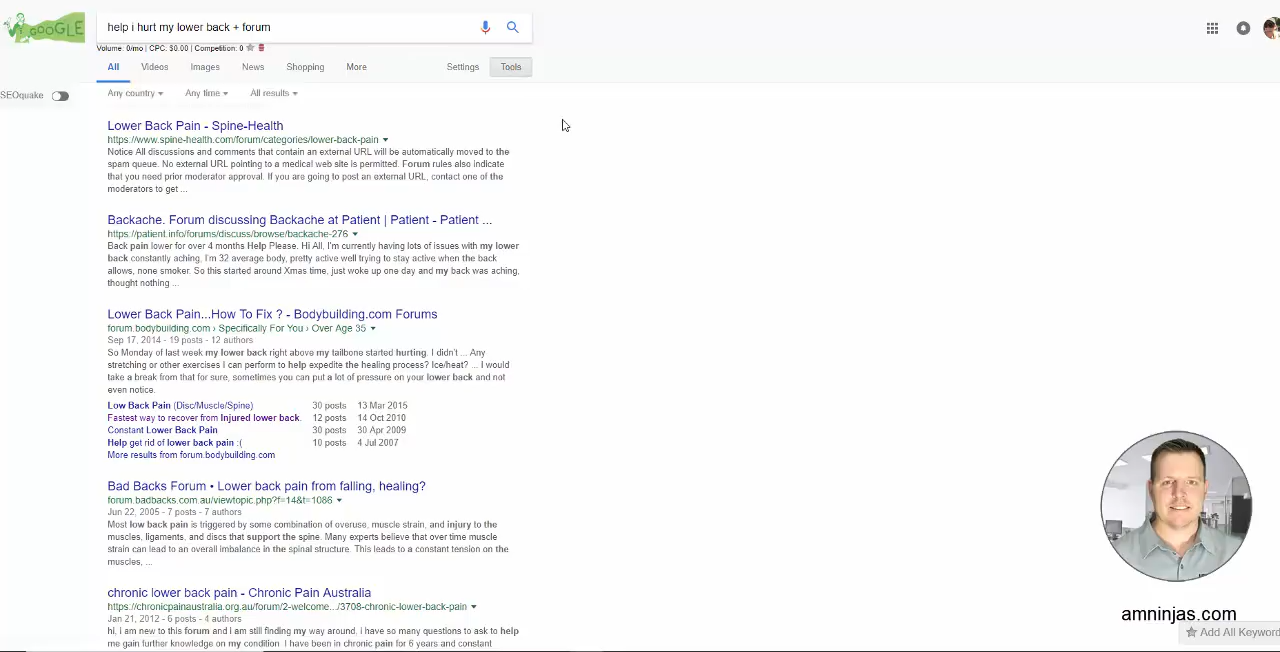 GOOGLE
help i hurt my lower back + forum
Volume: 0/mo | CPC: $0.00 | Competition: 0
All Videos Images News Shopping More Settings Tools
SEOquake
Any country Any time All results
Lower Back Pain - Spine-Health
https://www.spine-health.com/forum/categories/lower-back-pain
Notice All discussions and comments that contain an external URL will be automatically moved to the
spam queue. No external URL pointing to a medical web site is permitted. Forum rules also indicate
that you need prior moderator approval. If you are going to post an external URL, contact one of the
moderators to get ...
Backache. Forum discussing Backache at Patient | Patient - Patient ...
https://patient.info/forums/discuss/browse/backache-276
Back pain lower for over 4 months Help Please. Hi All, I'm currently having lots of issues with my lower
back constantly aching, I'm 32 average body, pretty active well trying to stay active when the back
allows, none smoker. So this started around Xmas time, just woke up one day and my back was aching,
thought nothing ...
Lower Back Pain...How To Fix ? - Bodybuilding.com Forums
forum.bodybuilding.com › Specifically For You › Over Age 35
Sep 17, 2014 - 19 posts - 12 authors
So Monday of last week my lower back right above my tailbone started hurting. I didn't ... Any
stretching or other exercises I can perform to help expedite the healing process? Ice/heat? ... I would
take a break from that for sure, sometimes you can put a lot of pressure on your lower back and not
even notice.
Low Back Pain (Disc/Muscle/Spine) 30 posts 13 Mar 2015
Fastest way to recover from Injured lower back. 12 posts 14 Oct 2010
Constant Lower Back Pain 30 posts 30 Apr 2009
Help get rid of lower back pain :( 10 posts 4 Jul 2007
More results from forum.bodybuilding.com
Bad Backs Forum • Lower back pain from falling, healing?
forum.badbacks.com.au/viewtopic.php?f=14&t=1086
Jun 22, 2005 - 7 posts - 7 authors
Most low back pain is triggered by some combination of overuse, muscle strain, and injury to the
muscles, ligaments, and discs that support the spine. Many experts believe that over time muscle
strain can lead to an overall imbalance in the spinal structure. This leads to a constant tension on the
muscles, ...
chronic lower back pain - Chronic Pain Australia
https://chronicpainaustralia.org.au/forum/2-welcome.../3708-chronic-lower-back-pain
Jan 21, 2012 - 6 posts - 4 authors
hi, i am new to this forum and i am still finding my way around, i have so many questions to ask to help
me gain further knowledge on my condition I have been in chronic pain for 6 years and constant
amninjas.com
Add All Keyword